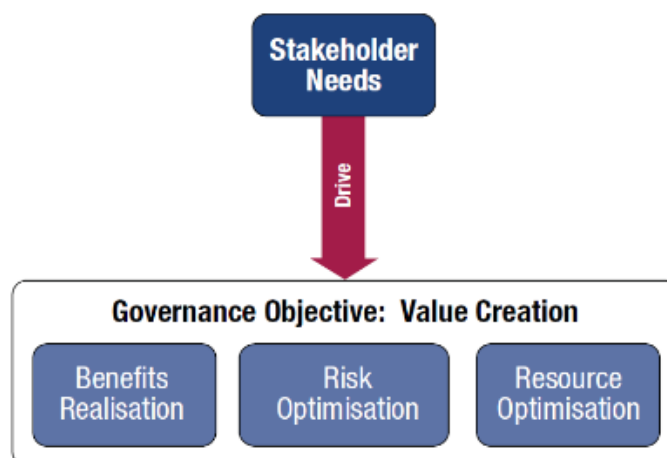 Stakeholder
Needs
Drive
Governance Objective: Value Creation
Benefits
Realisation
Risk
Optimisation
Resource
Optimisation